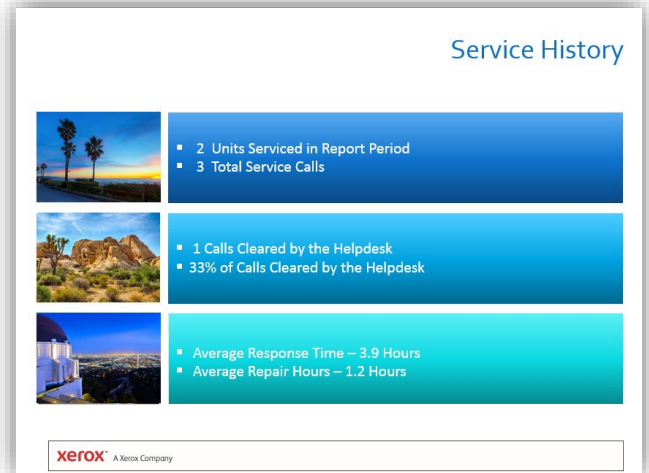 Service History
2 Units Serviced in Report Period
3 Total Service Calls
1 Calls Cleared by the Helpdesk
33% of Calls Cleared by the Helpdesk
Average Response Time – 3.9 Hours
Average Repair Hours – 1.2 Hours
xerox™ A Xerox Company